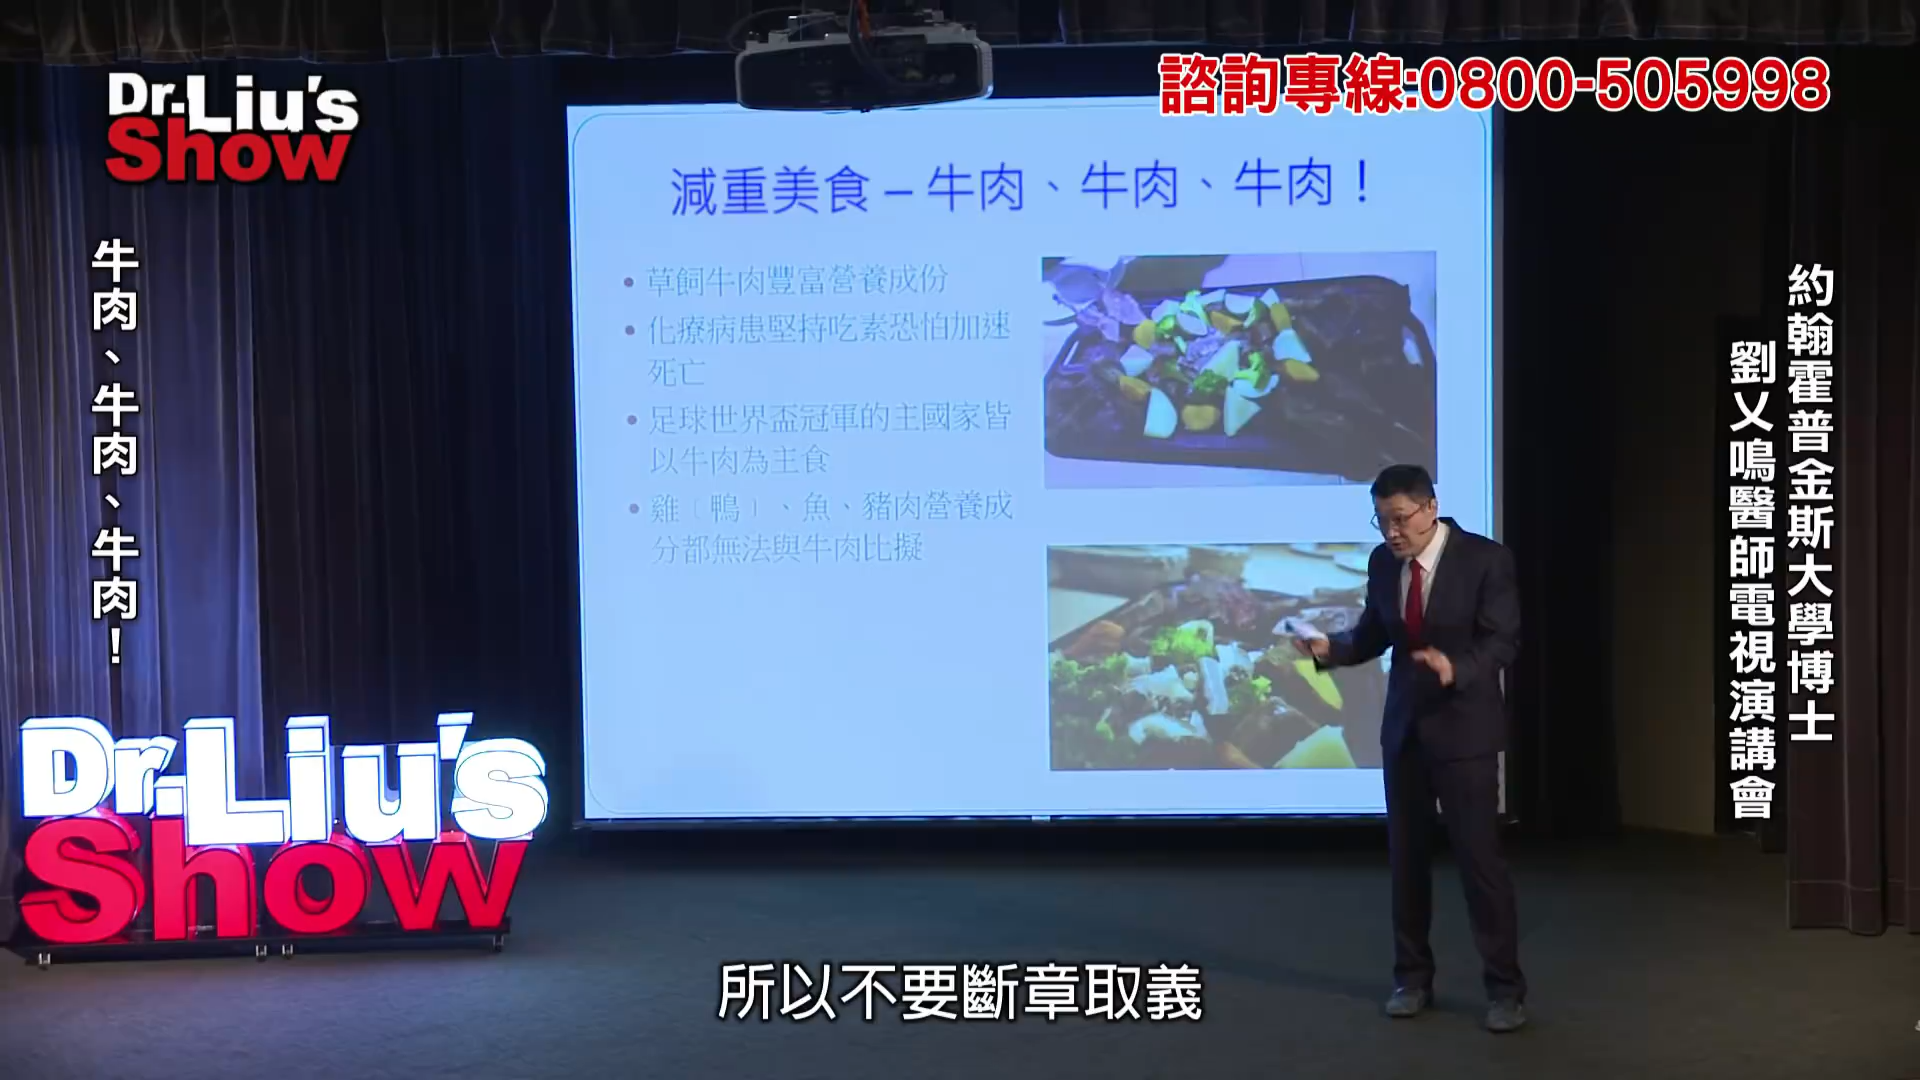 Dr. Liu's
Show
諮詢專線:0800-505998
牛肉、牛肉、牛肉！
減重美食 – 牛肉、牛肉、牛肉！
• 草飼牛肉豐富營養成份
• 化療病患堅持吃素恐怕加速
死亡
• 足球世界盃冠軍的主國家皆
以牛肉為主食
• 雞﹝鴨﹞、魚、豬肉營養成
分都無法與牛肉比擬
約翰霍普金斯大學博士
劉乂鳴醫師電視演講會
Dr. Liu's
Show
所以不要斷章取義